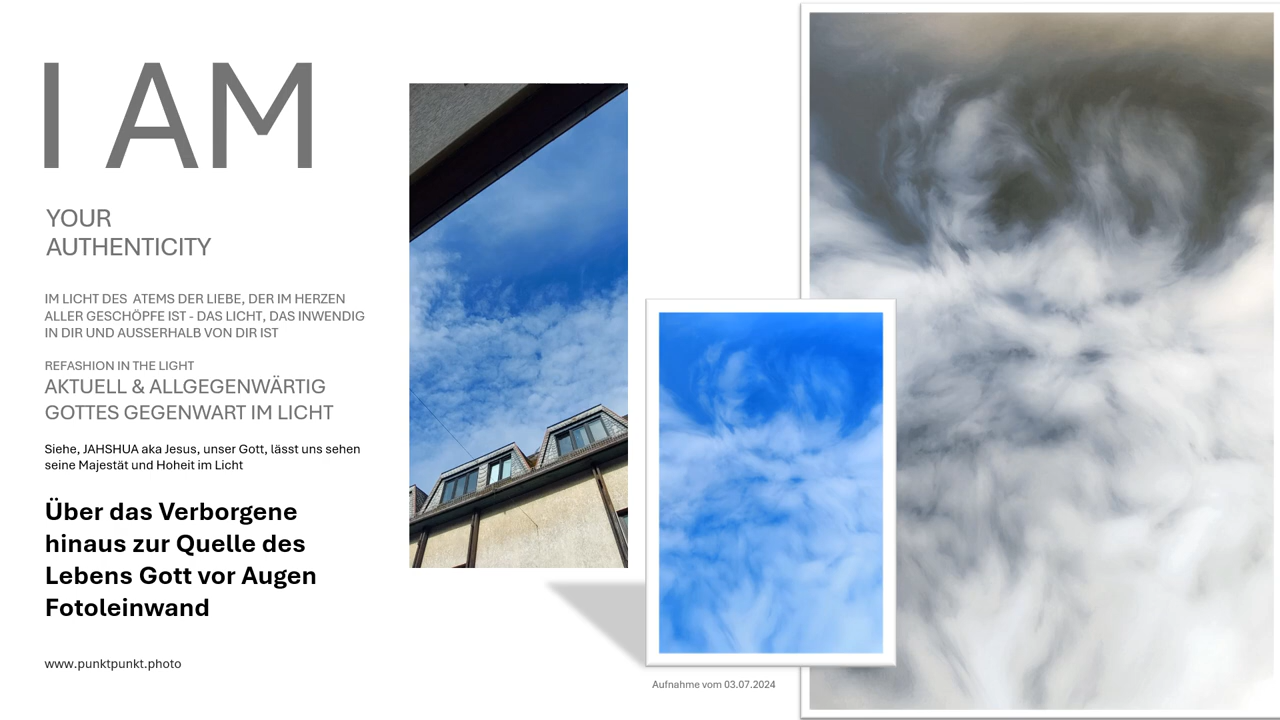 I AM
YOUR
AUTHENTICITY
IM LICHT DES  ATEMS DER LIEBE, DER IM HERZEN
ALLER GESCHÖPFE IST - DAS LICHT, DAS INWENDIG
IN DIR UND AUSSERHALB VON DIR IST
REFASHION IN THE LIGHT
AKTUELL & ALLGEGENWÄRTIG
GOTTES GEGENWART IM LICHT
Siehe, JAHSHUA aka Jesus, unser Gott, lässt uns sehen
seine Majestät und Hoheit im Licht
Über das Verborgene
hinaus zur Quelle des
Lebens Gott vor Augen
Fotoleinwand
www.punktpunkt.photo
Aufnahme vom 03.07.2024